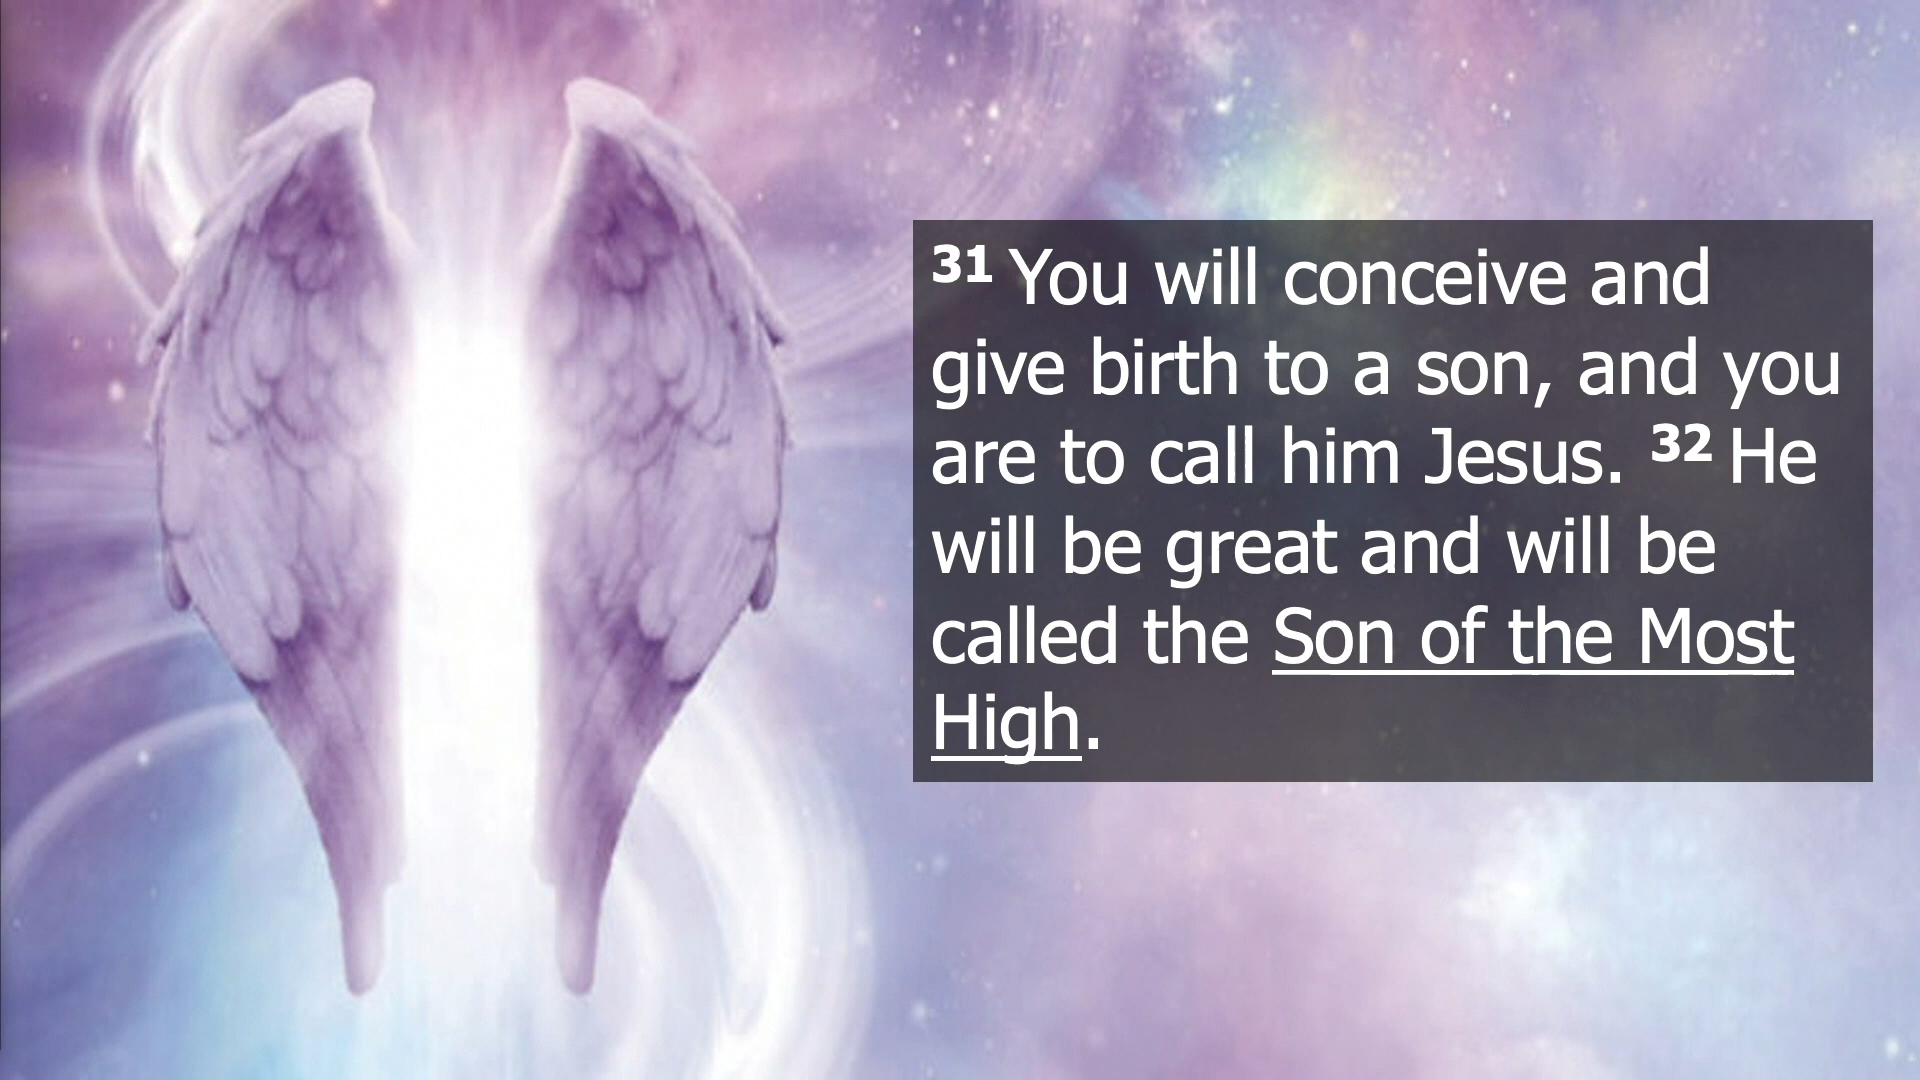 31 You will conceive and
give birth to a son, and you
are to call him Jesus. 32 He
will be great and will be
called the Son of the Most
High.